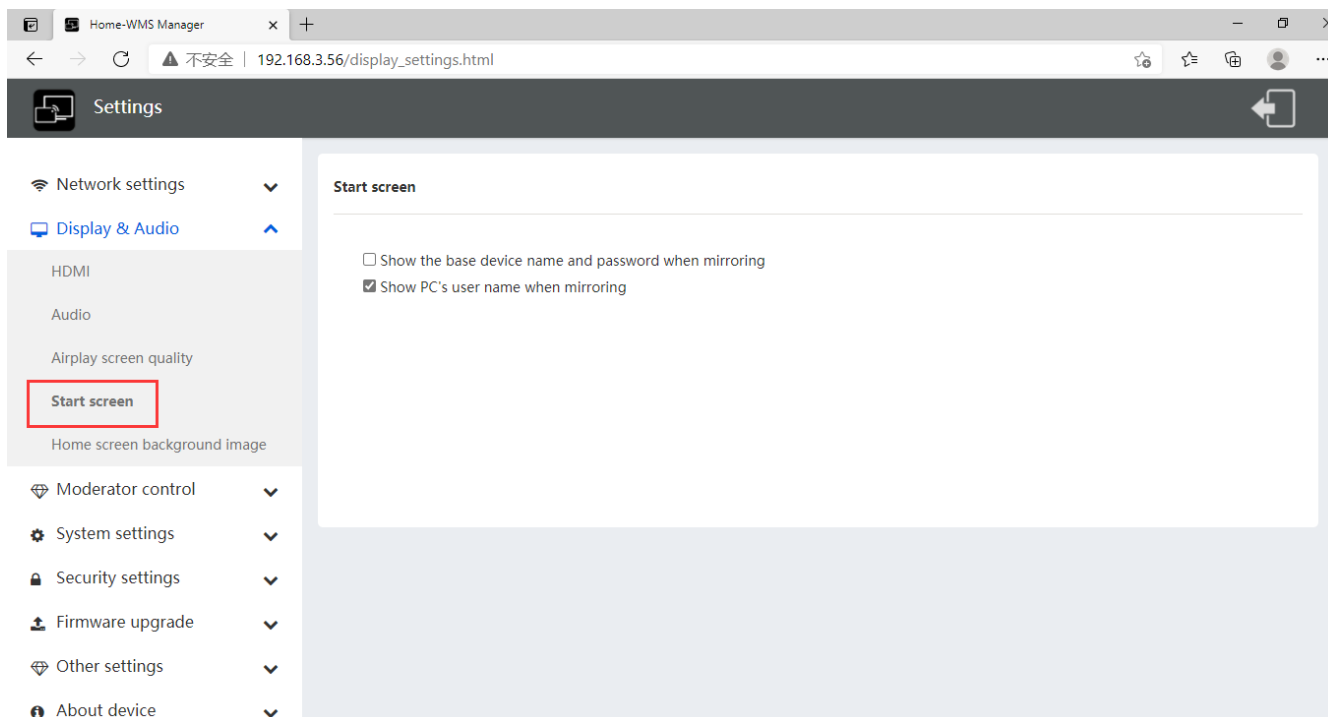 Home-WMS Manager
不安全 | 192.168.3.56/display_settings.html
Settings
Network settings
Display & Audio
HDMI
Audio
Airplay screen quality
Start screen
Home screen background image
Moderator control
System settings
Security settings
Firmware upgrade
Other settings
About device
Start screen
Show the base device name and password when mirroring
Show PC's user name when mirroring